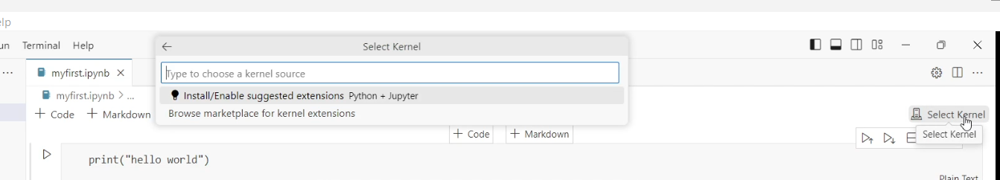 elp
un Terminal Help
Select Kernel
... myfirst.ipynb
Type to choose a kernel source
myfirst.ipynb > ...
Install/Enable suggested extensions Python + Jupyter
+ Code + Markdown
Browse marketplace for kernel extensions
Select Kernel
+ Code + Markdown
Select Kernel
print("hello world")
Plain Text